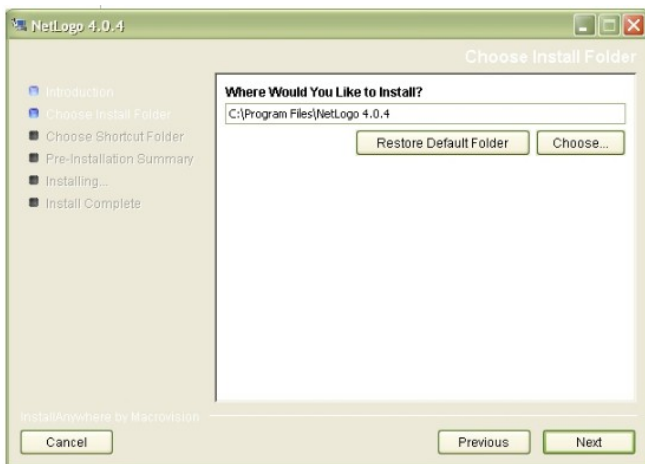 NetLogo 4.0.4
Choose Install Folder
Introduction
Choose Install Folder
Choose Shortcut Folder
Pre-Installation Summary
Installing...
Install Complete
Where Would You Like to Install?
C:\Program Files\NetLogo 4.0.4
Restore Default Folder
Choose...
InstallAnywhere by Macrovision
Cancel
Previous
Next